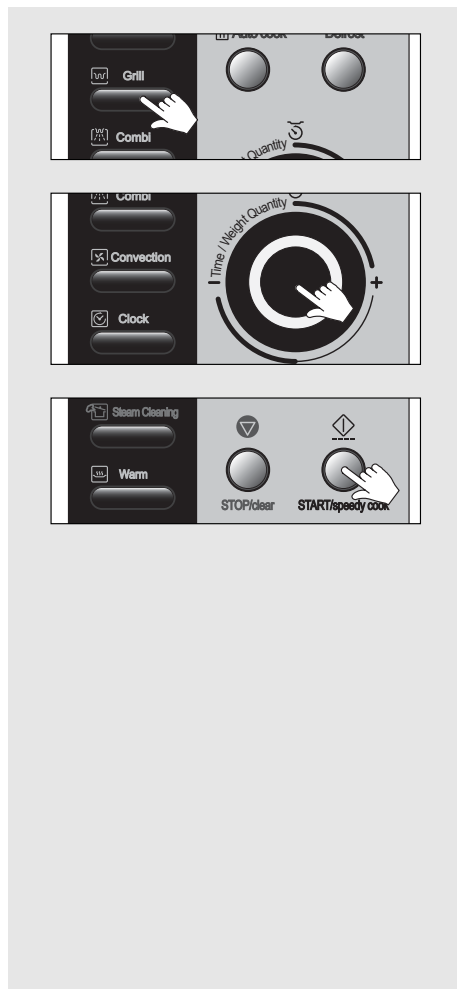 Auto cook Defrost
Grill
Combi
Quantity
Combi
Time / Weight Quantity
Convection
- +
Clock
Steam Cleaning
Warm
STOP/clear START/speedy cook